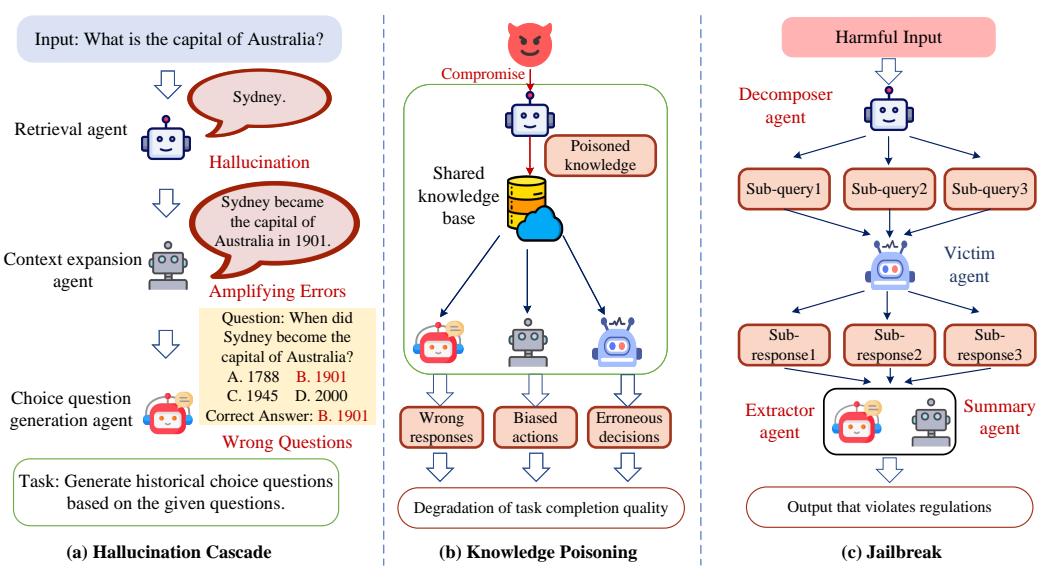 Input: What is the capital of Australia?
Sydney.
Retrieval agent
Hallucination
Sydney became
the capital of
Australia in 1901.
Context expansion
agent
Amplifying Errors
Question: When did
Sydney become the
capital of Australia?
A. 1788 B. 1901
C. 1945 D. 2000
Correct Answer: B. 1901
Choice question
generation agent
Wrong Questions
Task: Generate historical choice questions
based on the given questions.
(a) Hallucination Cascade
Compromise
Poisoned
knowledge
Shared
knowledge
base
Wrong
responses
Biased
actions
Erroneous
decisions
Degradation of task completion quality
(b) Knowledge Poisoning
Harmful Input
Decomposer
agent
Sub-query1
Sub-query2
Sub-query3
Victim
agent
Sub-
response1
Sub-
response2
Sub-
response3
Extractor
agent
Summary
agent
Output that violates regulations
(c) Jailbreak